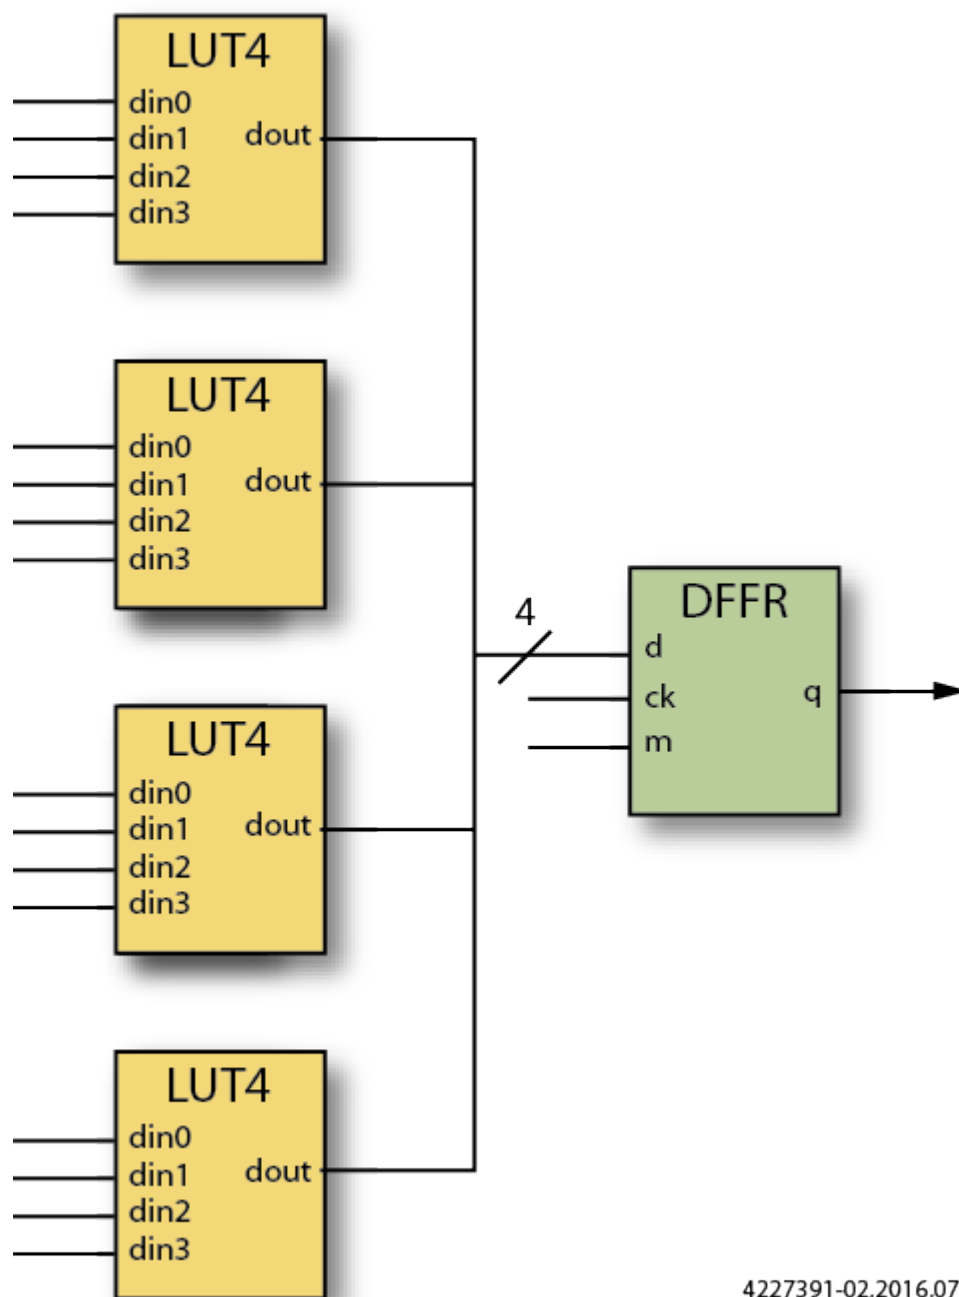 LUT4
din0
din1
dout
din2
din3
LUT4
din0
din1
dout
din2
din3
4
DFFR
d
ck
q
m
LUT4
din0
din1
dout
din2
din3
LUT4
din0
din1
dout
din2
din3
4227391-02.2016.07